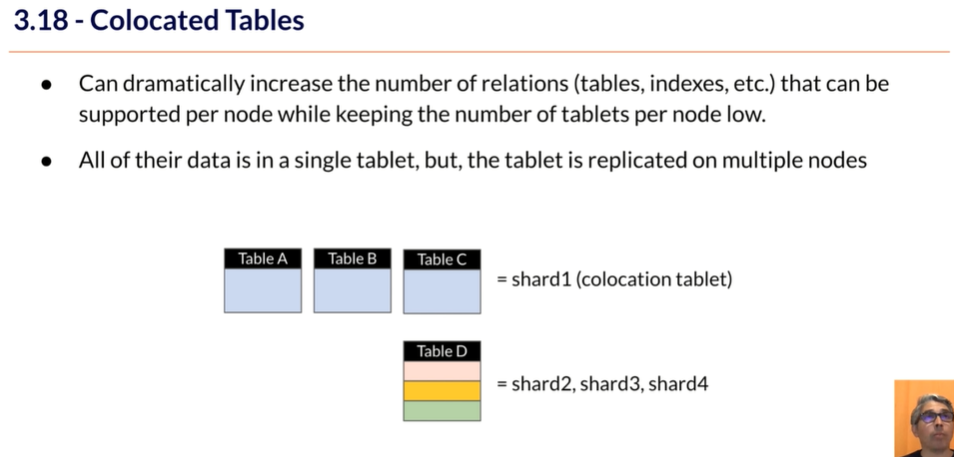 3.18 - Colocated Tables
● Can dramatically increase the number of relations (tables, indexes, etc.) that can be
supported per node while keeping the number of tablets per node low.
● All of their data is in a single tablet, but, the tablet is replicated on multiple nodes
Table A Table B Table C
= shard1 (colocation tablet)
Table D
= shard2, shard3, shard4